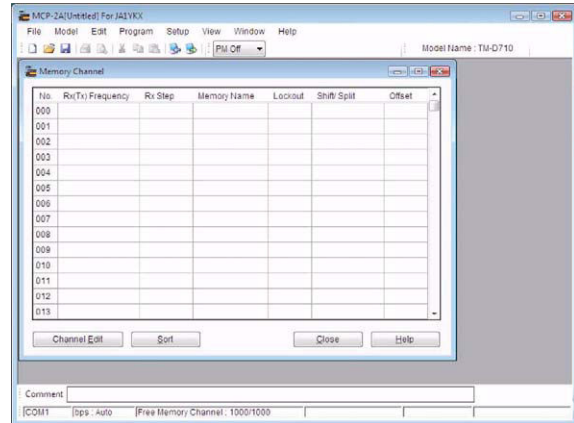 MCP-2A[Untitled] For JA1YKX
File Model Edit Program Setup View Window Help
PM Off Model Name : TM-D710
Memory Channel
No. Rx(Tx) Frequency Rx Step Memory Name Lockout Shift/ Split Offset
000
001
002
003
004
005
006
007
008
009
010
011
012
013
Channel Edit Sort Close Help
Comment
COM1 bps : Auto Free Memory Channel : 1000/1000